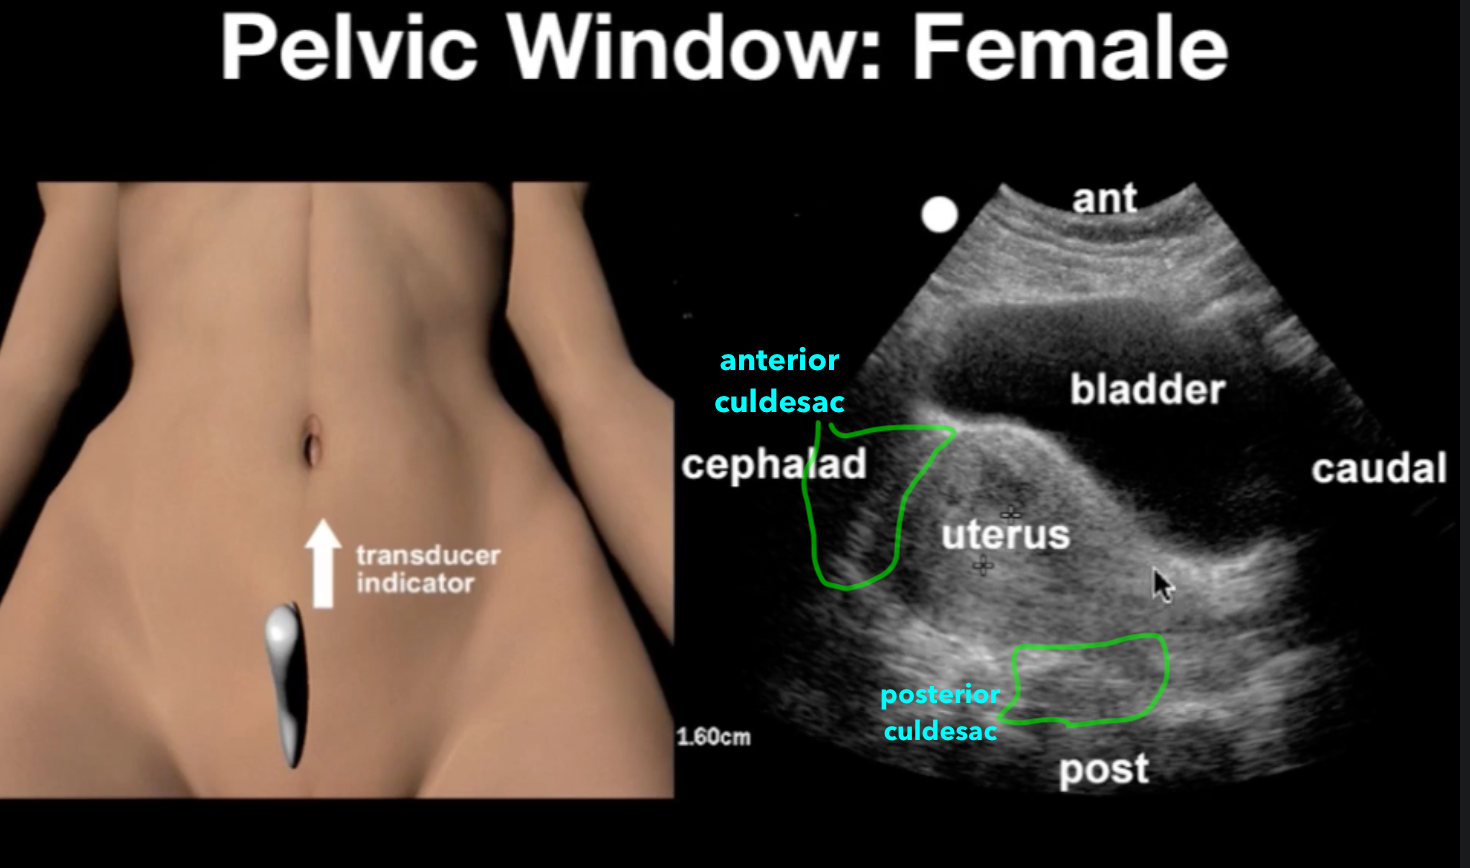 Pelvic Window: Female
ant
anterior
culdesac
bladder
cephalad
caudal
uterus
transducer
indicator
posterior
culdesac
1.60cm
post